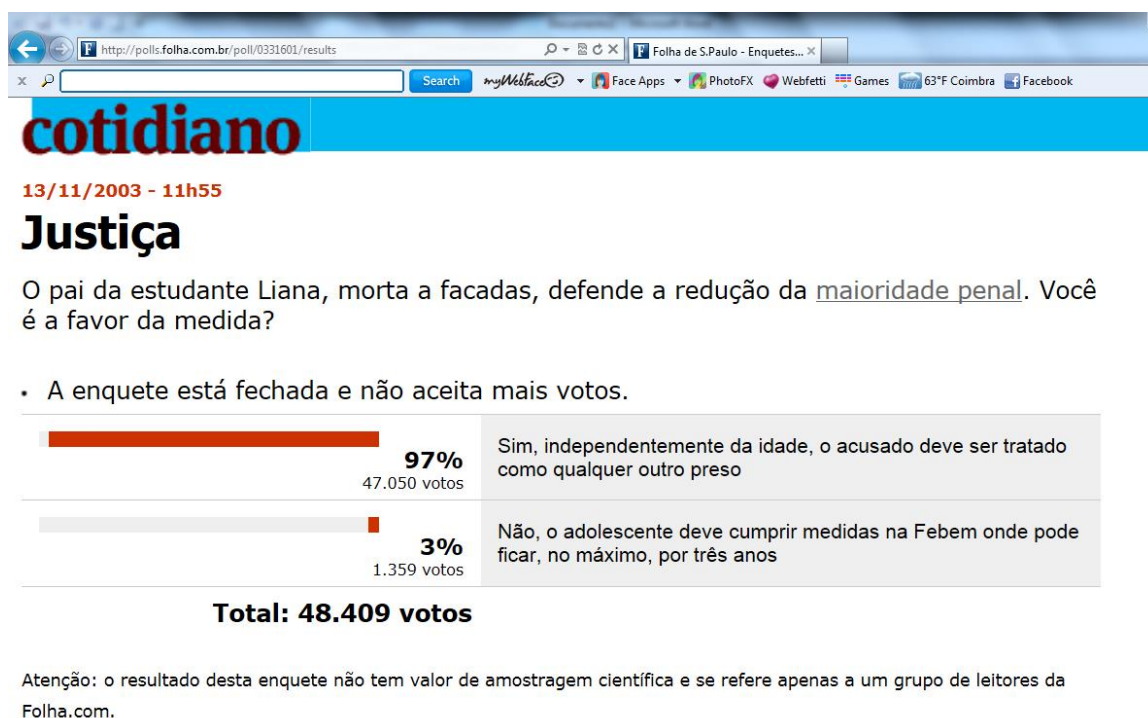 http://polls.folha.com.br/poll/0331601/results
Folha de S.Paulo - Enquetes...
Search
myWebFace
Face Apps
PhotoFX
Webfetti
Games
63°F Coimbra
Facebook
cotidiano
13/11/2003 - 11h55
Justiça
O pai da estudante Liana, morta a facadas, defende a redução da maioridade penal. Você
é a favor da medida?
• A enquete está fechada e não aceita mais votos.
97%
47.050 votos
Sim, independentemente da idade, o acusado deve ser tratado
como qualquer outro preso
3%
1.359 votos
Não, o adolescente deve cumprir medidas na Febem onde pode
ficar, no máximo, por três anos
Total: 48.409 votos
Atenção: o resultado desta enquete não tem valor de amostragem científica e se refere apenas a um grupo de leitores da
Folha.com.